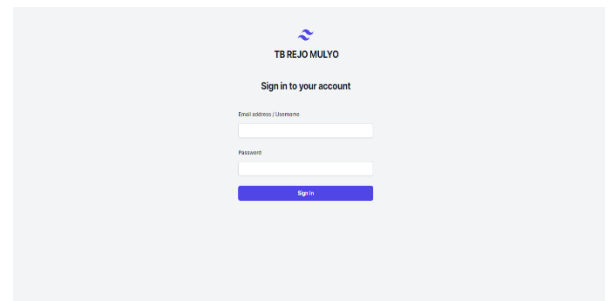 TB REJO MULYO
Sign in to your account
Email address / Username
Password
Sign in